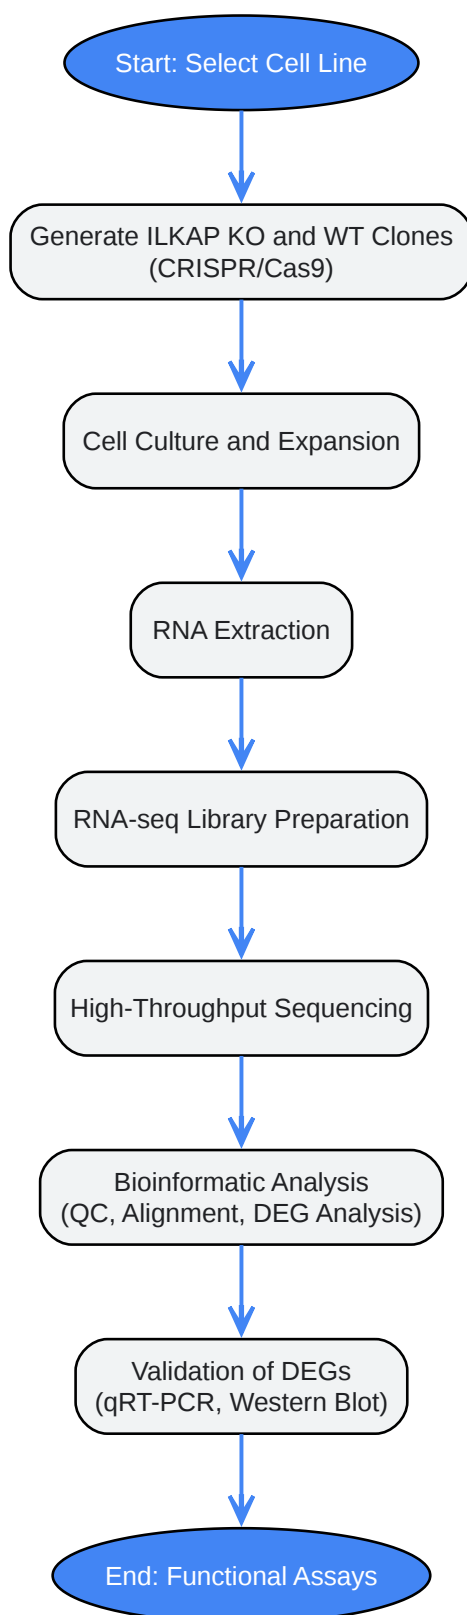 Start: Select Cell Line
Generate ILKAP KO and WT Clones
(CRISPR/Cas9)
Cell Culture and Expansion
RNA Extraction
RNA-seq Library Preparation
High-Throughput Sequencing
Bioinformatic Analysis
(QC, Alignment, DEG Analysis)
Validation of DEGs
(qRT-PCR, Western Blot)
End: Functional Assays